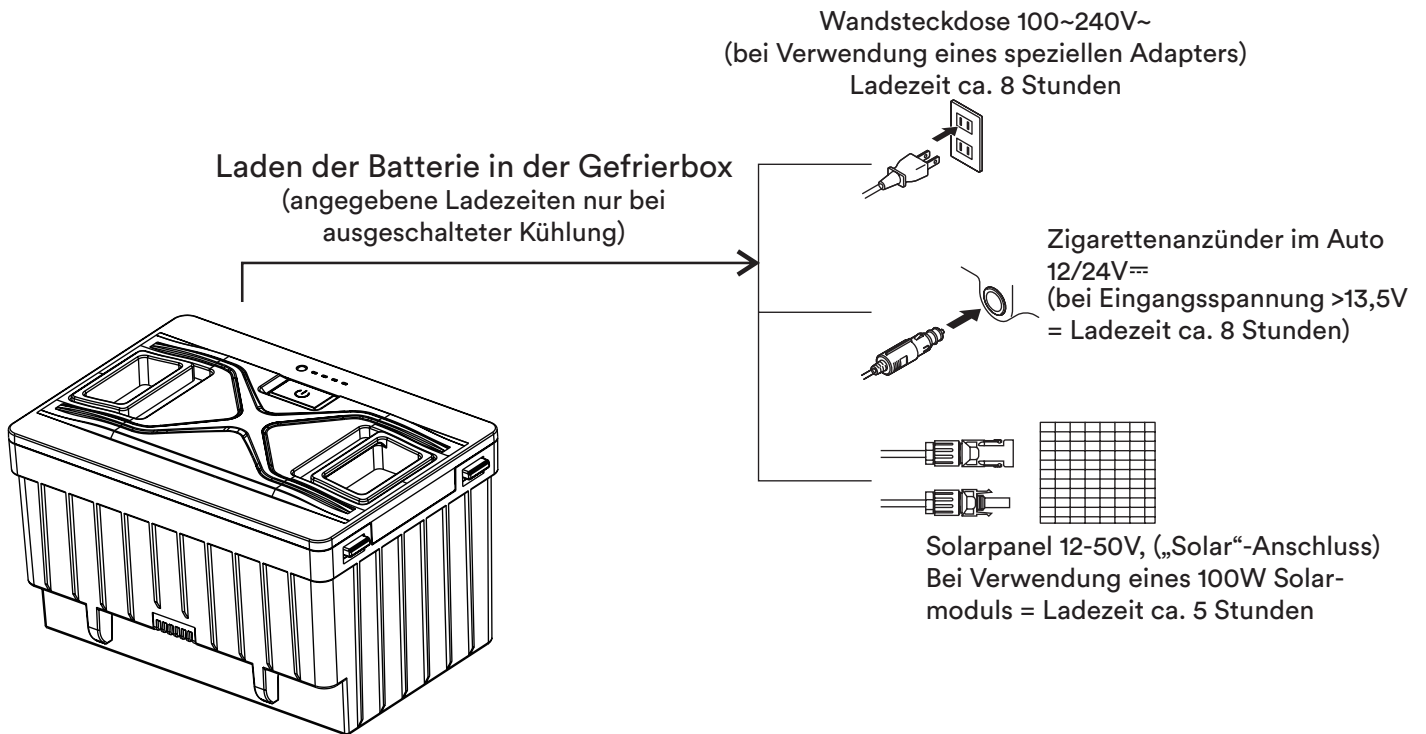 Wandsteckdose 100~240V~
(bei Verwendung eines speziellen Adapters)
Ladezeit ca. 8 Stunden
Laden der Batterie in der Gefrierbox
(angegebene Ladezeiten nur bei
ausgeschalteter Kühlung)
Zigarettenanzünder im Auto
12/24V⎓
(bei Eingangsspannung >13,5V
= Ladezeit ca. 8 Stunden)
Solarpanel 12-50V, („Solar“-Anschluss)
Bei Verwendung eines 100W Solar-
moduls = Ladezeit ca. 5 Stunden